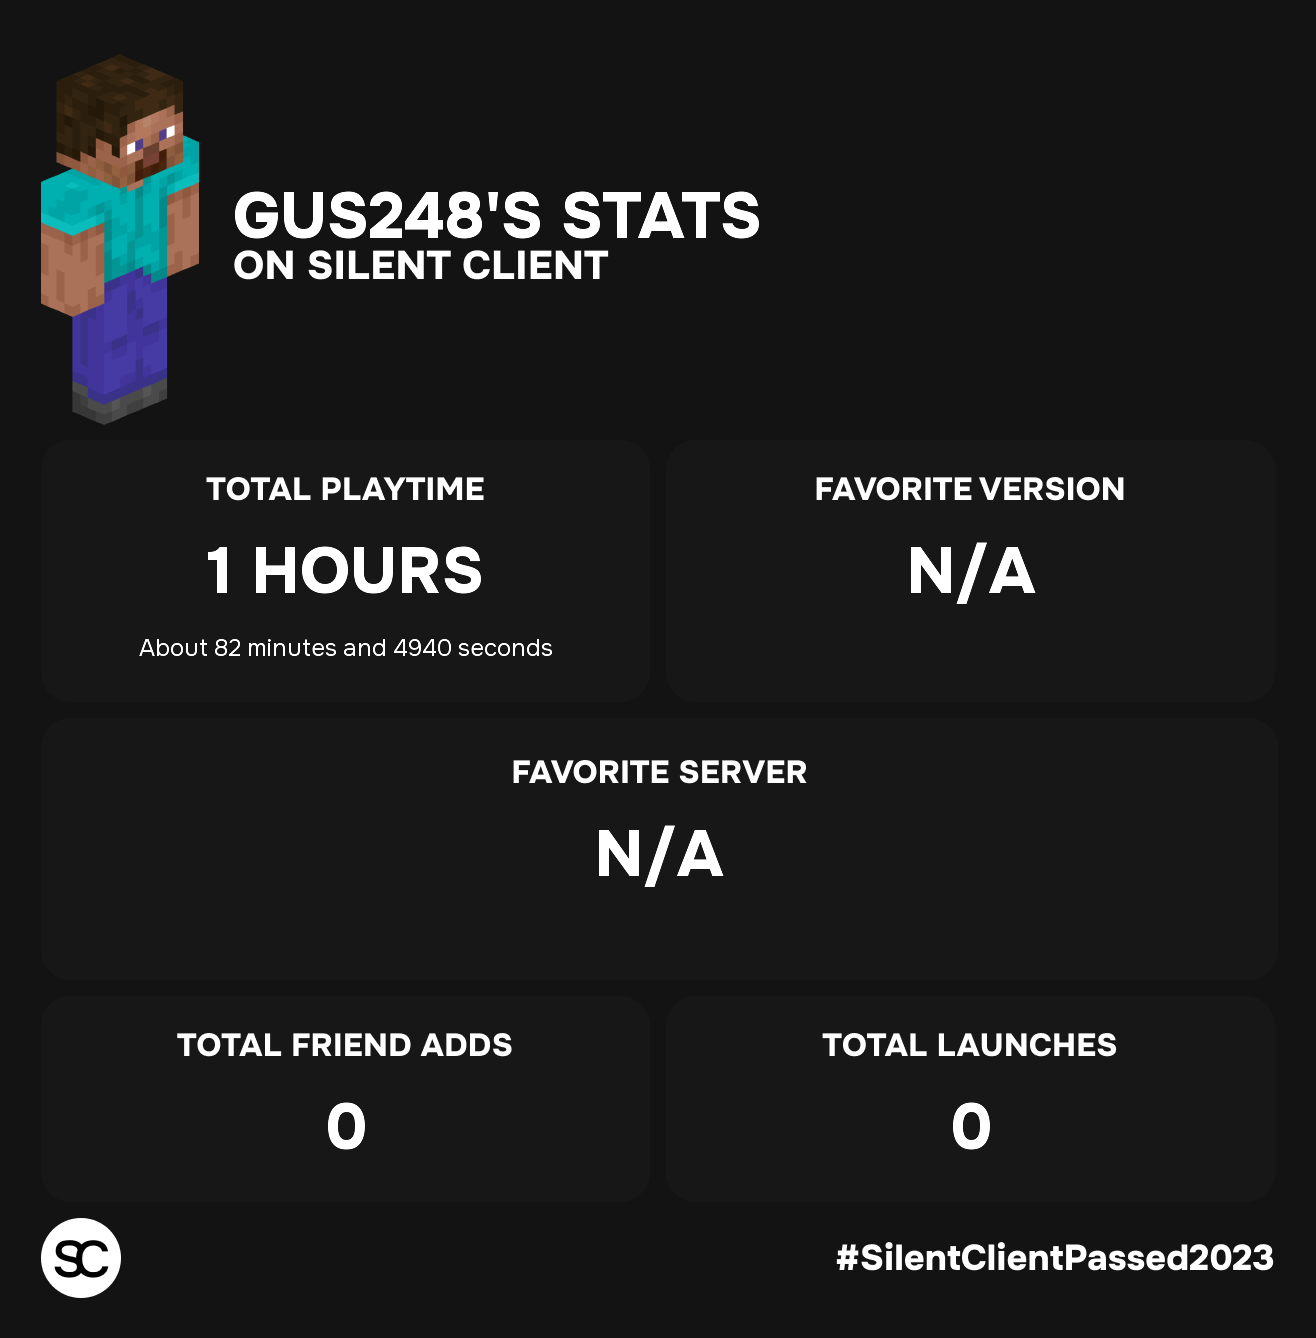 GUS248'S STATS
ON SILENT CLIENT
TOTAL PLAYTIME
1 HOURS
About 82 minutes and 4940 seconds
FAVORITE VERSION
N/A
FAVORITE SERVER
N/A
TOTAL FRIEND ADDS
0
TOTAL LAUNCHES
0
SC
#SilentClientPassed2023